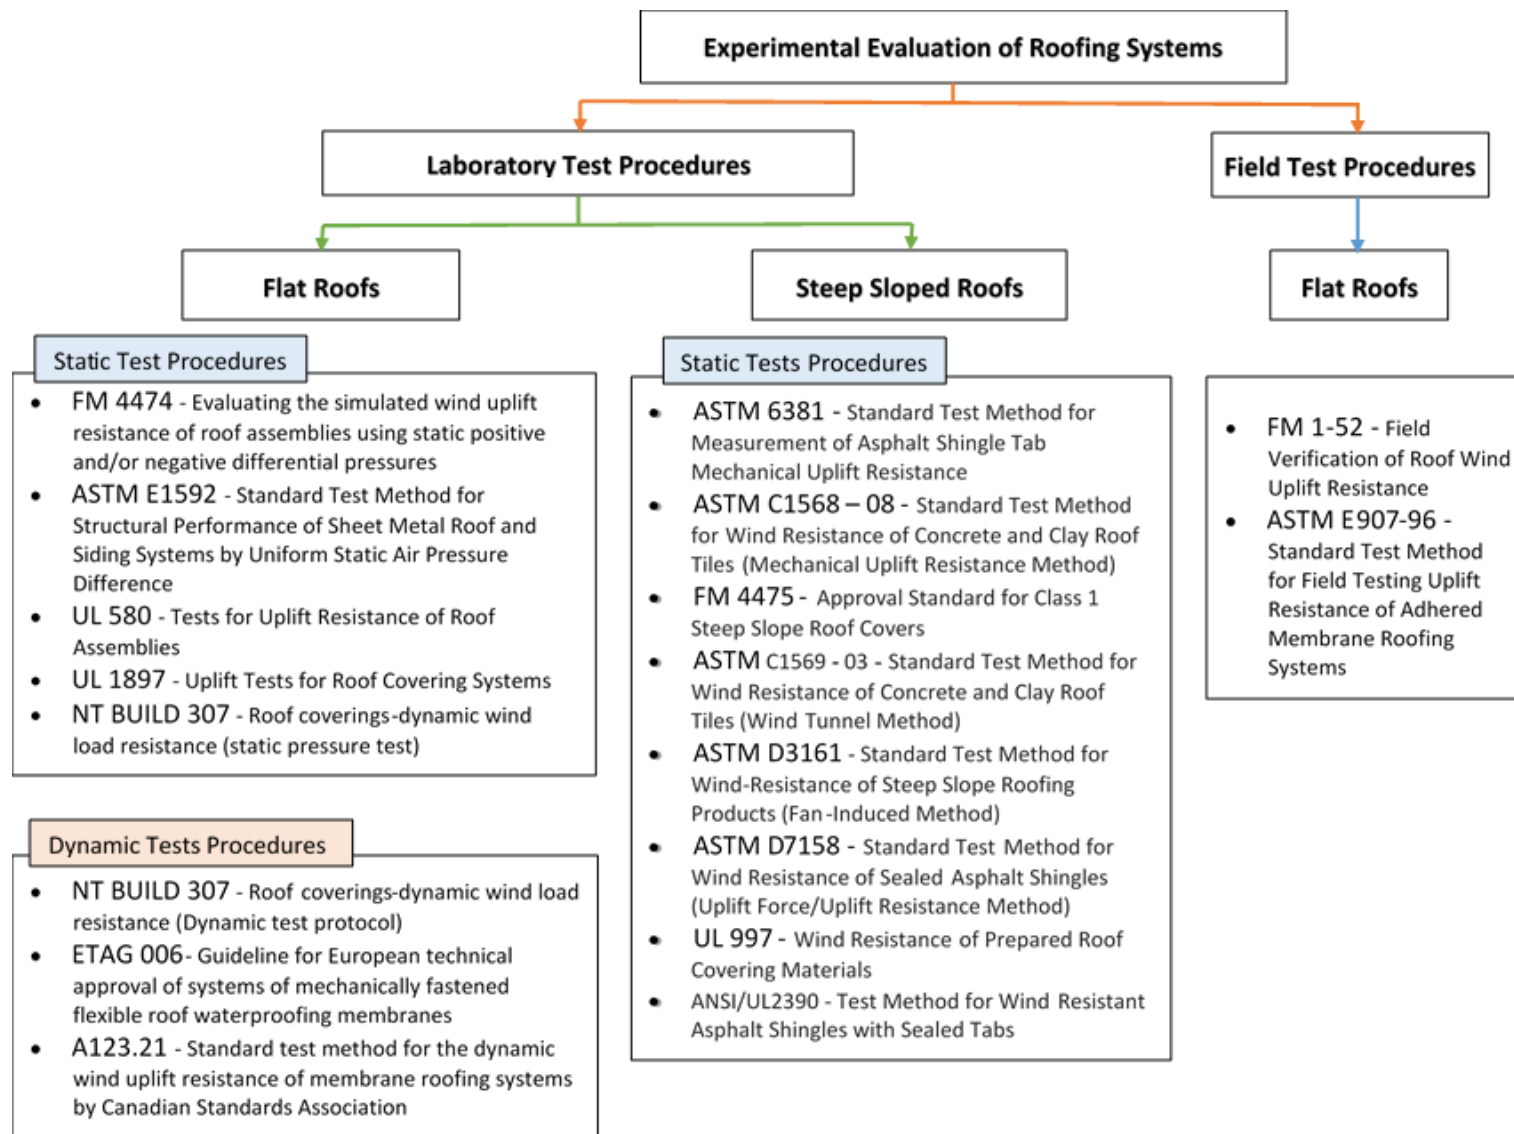 Experimental Evaluation of Roofing Systems
Laboratory Test Procedures
Field Test Procedures
Flat Roofs
Steep Sloped Roofs
Flat Roofs
Static Test Procedures
• FM 4474 - Evaluating the simulated wind uplift
resistance of roof assemblies using static positive
and/or negative differential pressures
• ASTM E1592 - Standard Test Method for
Structural Performance of Sheet Metal Roof and
Siding Systems by Uniform Static Air Pressure
Difference
• UL 580 - Tests for Uplift Resistance of Roof
Assemblies
• UL 1897 - Uplift Tests for Roof Covering Systems
• NT BUILD 307 - Roof coverings-dynamic wind
load resistance (static pressure test)
Dynamic Tests Procedures
• NT BUILD 307 - Roof coverings-dynamic wind load
resistance (Dynamic test protocol)
• ETAG 006- Guideline for European technical
approval of systems of mechanically fastened
flexible roof waterproofing membranes
• A123.21 - Standard test method for the dynamic
wind uplift resistance of membrane roofing systems
by Canadian Standards Association
Static Tests Procedures
• ASTM 6381 - Standard Test Method for
Measurement of Asphalt Shingle Tab
Mechanical Uplift Resistance
• ASTM C1568 – 08 - Standard Test Method
for Wind Resistance of Concrete and Clay Roof
Tiles (Mechanical Uplift Resistance Method)
• FM 4475 - Approval Standard for Class 1
Steep Slope Roof Covers
• ASTM C1569 - 03 - Standard Test Method for
Wind Resistance of Concrete and Clay Roof
Tiles (Wind Tunnel Method)
• ASTM D3161 - Standard Test Method for
Wind-Resistance of Steep Slope Roofing
Products (Fan-Induced Method)
• ASTM D7158 - Standard Test Method for
Wind Resistance of Sealed Asphalt Shingles
(Uplift Force/Uplift Resistance Method)
• UL 997 - Wind Resistance of Prepared Roof
Covering Materials
• ANSI/UL2390 - Test Method for Wind Resistant
Asphalt Shingles with Sealed Tabs
• FM 1-52 - Field
Verification of Roof Wind
Uplift Resistance
• ASTM E907-96 -
Standard Test Method
for Field Testing Uplift
Resistance of Adhered
Membrane Roofing
Systems